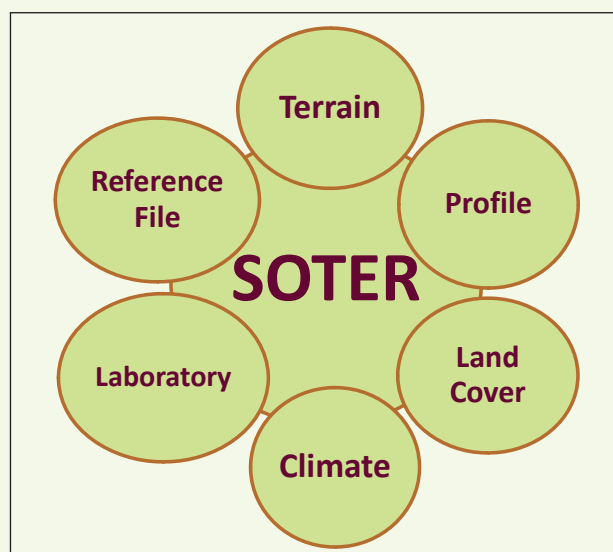 Terrain
Reference
File
Profile
SOTER
Laboratory
Land
Cover
Climate